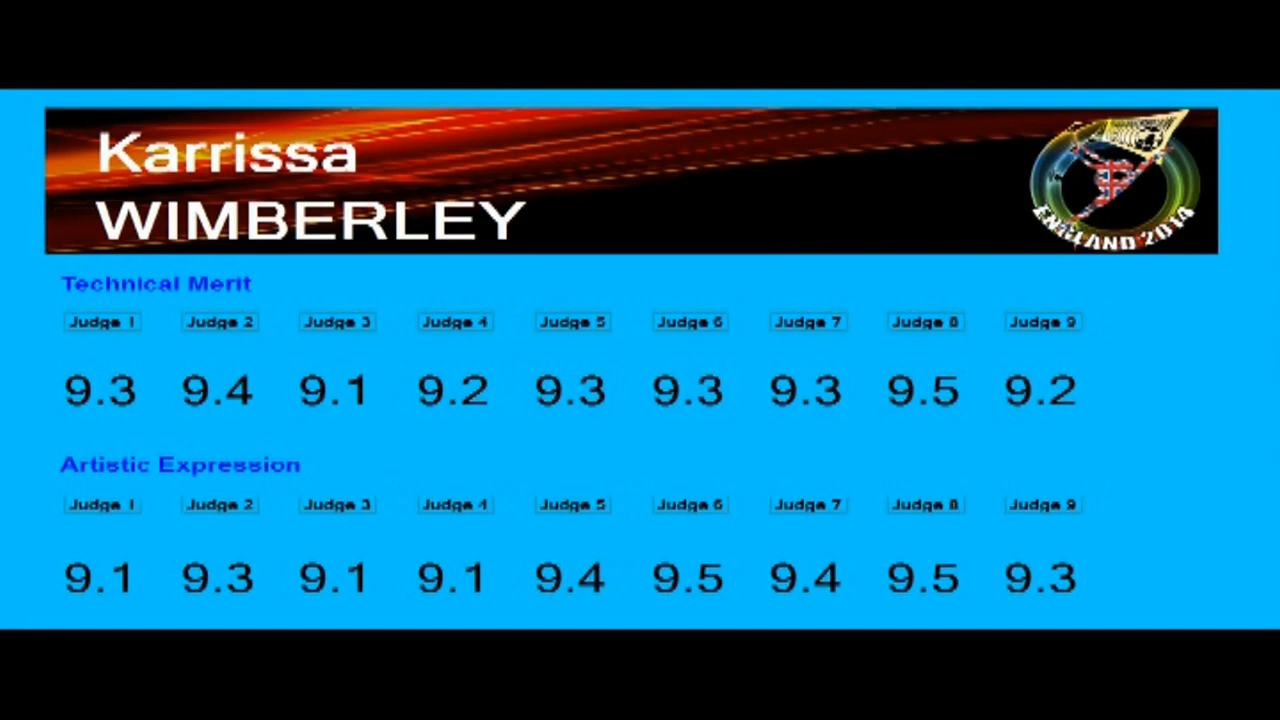 Karrissa
WIMBERLEY
ENGLAND 2014
Technical Merit
Judge 1 Judge 2 Judge 3 Judge 4 Judge 5 Judge 6 Judge 7 Judge 8 Judge 9
9.3 9.4 9.1 9.2 9.3 9.3 9.3 9.5 9.2
Artistic Expression
Judge 1 Judge 2 Judge 3 Judge 4 Judge 5 Judge 6 Judge 7 Judge 8 Judge 9
9.1 9.3 9.1 9.1 9.4 9.5 9.4 9.5 9.3